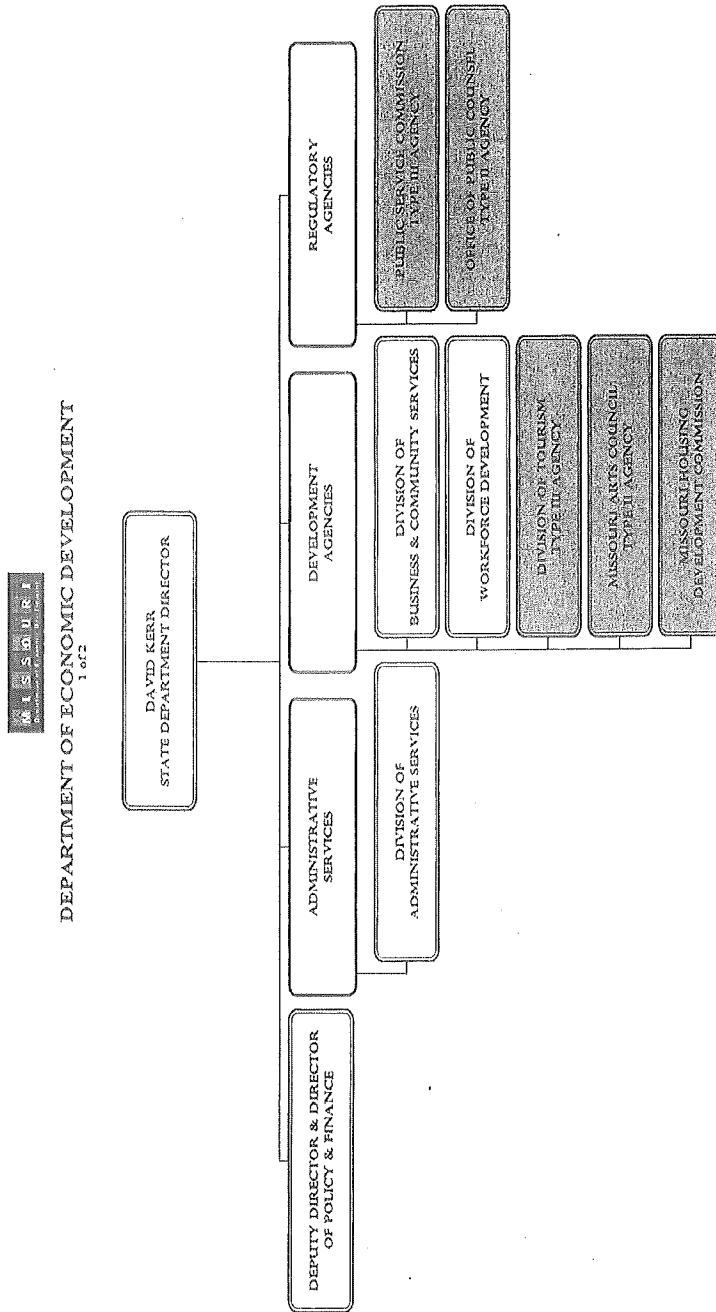 MISSOURI
DEPARTMENT OF ECONOMIC DEVELOPMENT
1 of 2
DAVID KERR
STATE DEPARTMENT DIRECTOR
DEPUTY DIRECTOR & DIRECTOR
OF POLICY & FINANCE
ADMINISTRATIVE
SERVICES
DIVISION OF
ADMINISTRATIVE SERVICES
DEVELOPMENT
AGENCIES
DIVISION OF
BUSINESS & COMMUNITY SERVICES
DIVISION OF
WORKFORCE DEVELOPMENT
DIVISION OF TOURISM
TYPE III AGENCY
MISSOURI ARTS COUNCIL
TYPE II AGENCY
MISSOURI HOUSING
DEVELOPMENT COMMISSION
REGULATORY
AGENCIES
PUBLIC SERVICE COMMISSION
TYPE III AGENCY
OFFICE OF PUBLIC COUNSEL
TYPE II AGENCY